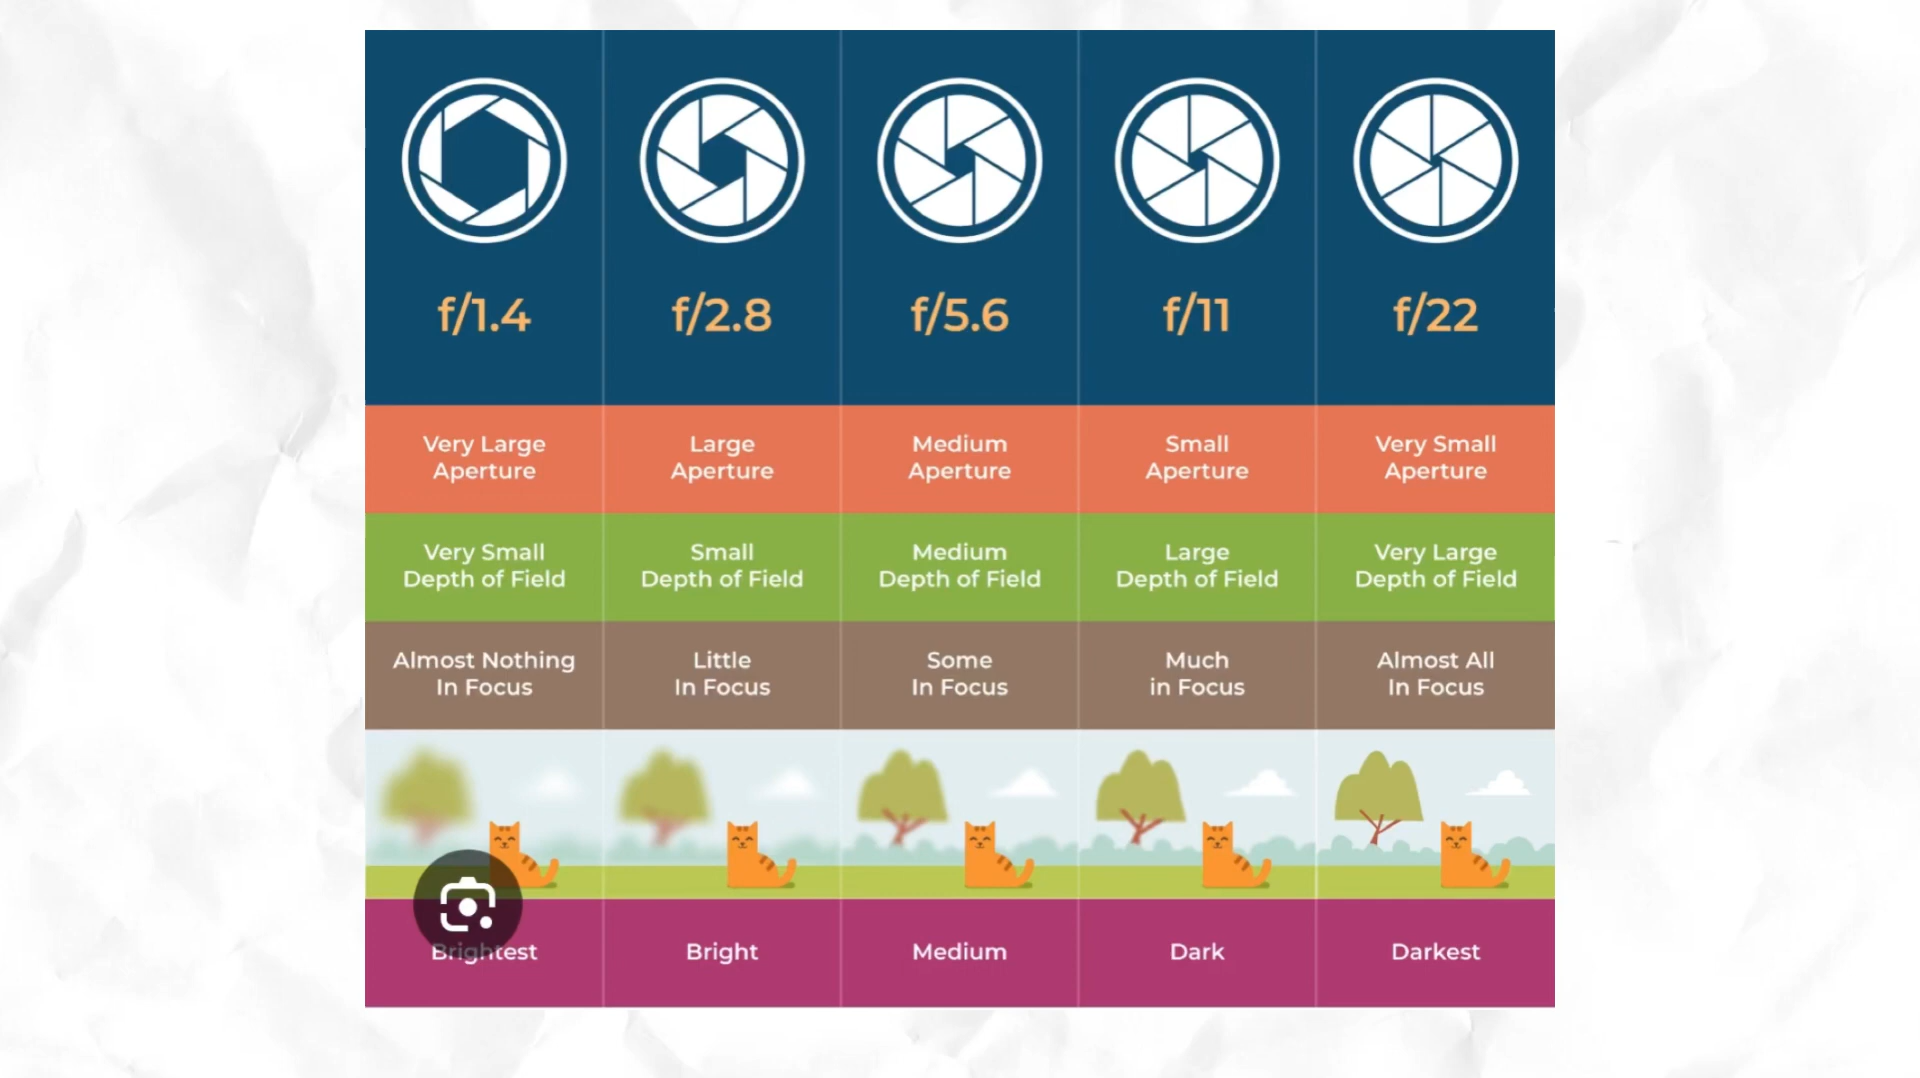 f/1.4
f/2.8
f/5.6
f/11
f/22
Very Large
Aperture
Large
Aperture
Medium
Aperture
Small
Aperture
Very Small
Aperture
Very Small
Depth of Field
Small
Depth of Field
Medium
Depth of Field
Large
Depth of Field
Very Large
Depth of Field
Almost Nothing
In Focus
Little
In Focus
Some
In Focus
Much
in Focus
Almost All
In Focus
Brightest
Bright
Medium
Dark
Darkest